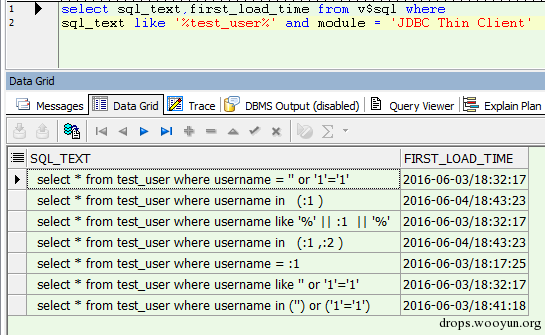 1 select sql_text,first_load_time from v$sql where
2 sql_text like '%test_user%' and module = 'JDBC Thin Client'
Data Grid
Messages Data Grid Trace DBMS Output (disabled) Query Viewer Explain Plan
SQL_TEXT FIRST_LOAD_TIME
select * from test_user where username = '' or '1'='1' 2016-06-03/18:32:17
select * from test_user where username in (:1 ) 2016-06-04/18:43:23
select * from test_user where username like '%' || :1 || '%' 2016-06-03/18:32:17
select * from test_user where username in (:1 ,:2 ) 2016-06-04/18:43:23
select * from test_user where username = :1 2016-06-03/18:17:25
select * from test_user where username like '' or '1'='1' 2016-06-03/18:32:17
select * from test_user where username in ('') or ('1'='1') 2016-06-03/18:41:18
drops.wooyun.org